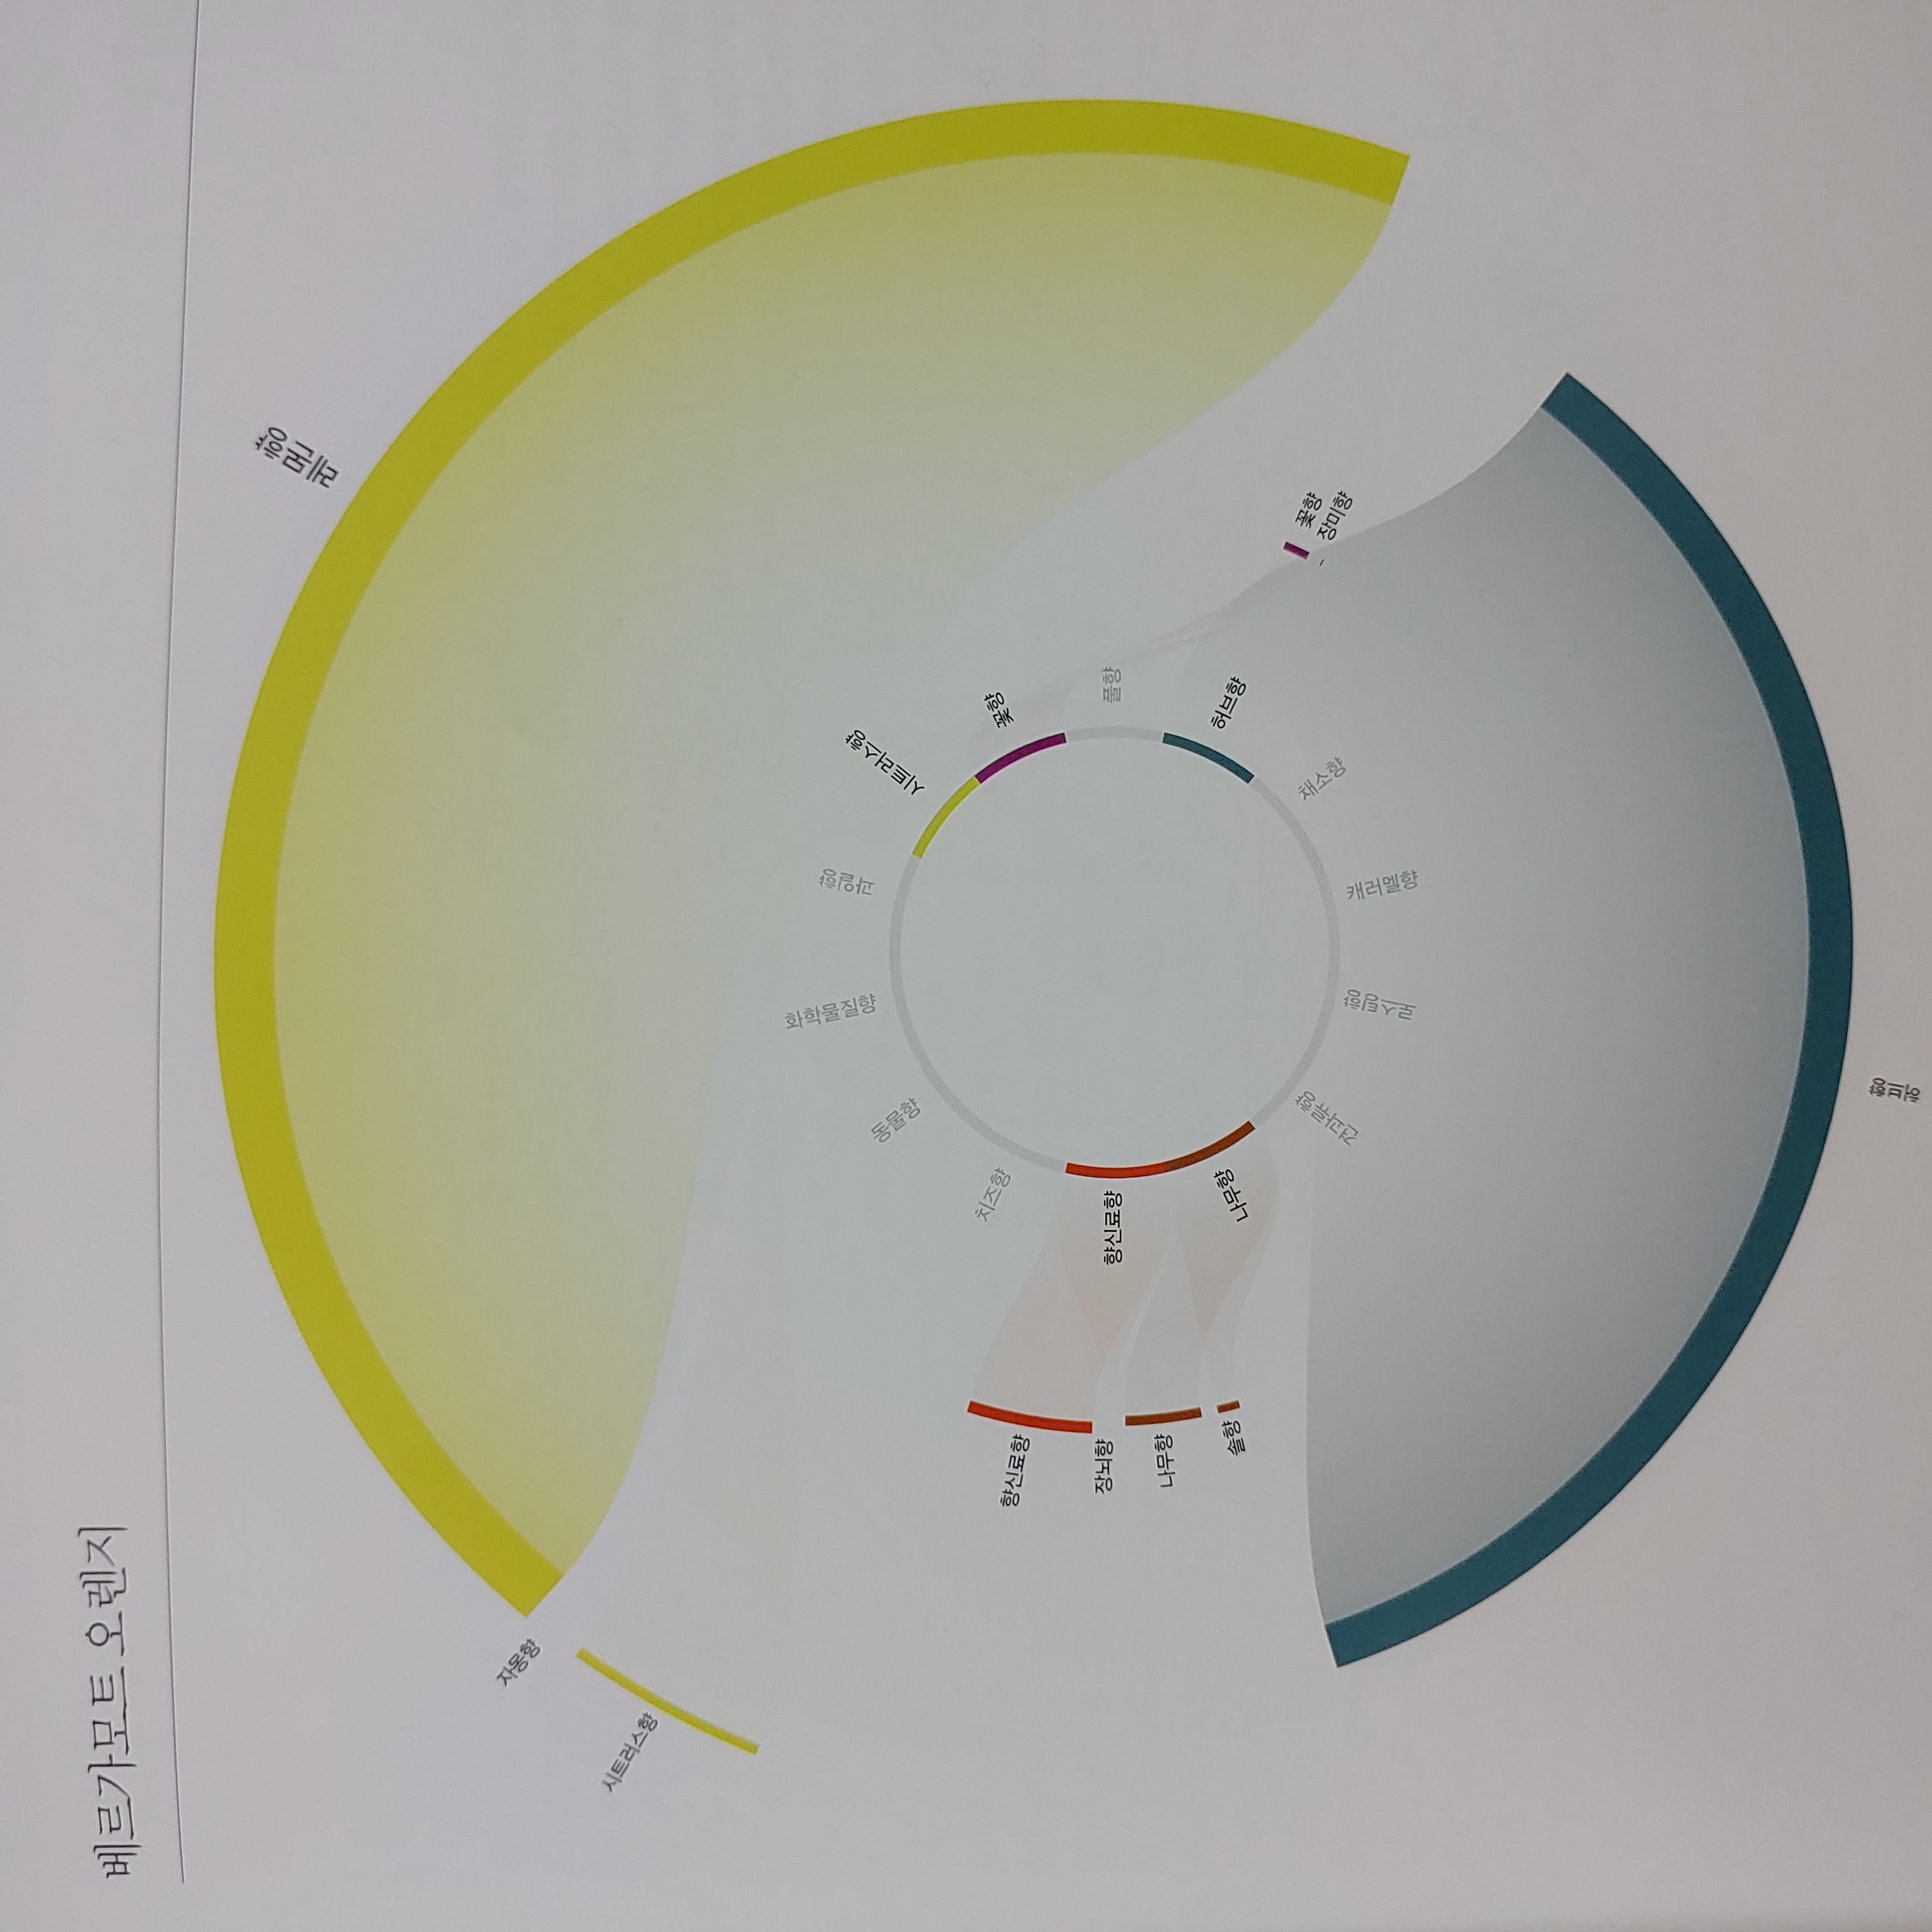 베르가모트 오렌지
레몬향
자몽향
시트러스향
화학물질향
과일향
시트러스향
동물향
꽃향
치즈향
향신료향
장뇌향
향신료향
풀향
나무향
솔향
나무향
허브향
견과류향
로스팅향
캐러멜향
채소향
꽃향
장미향
허브향